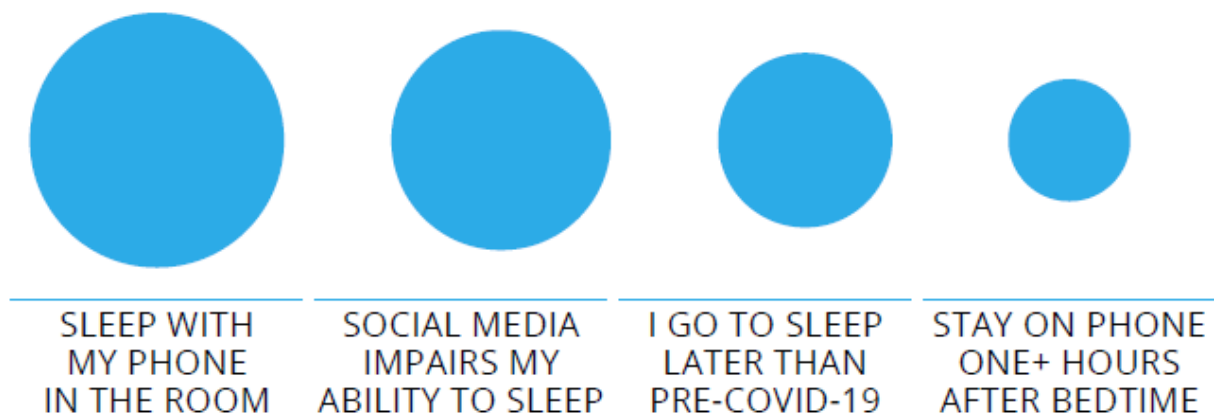 SLEEP WITH
MY PHONE
IN THE ROOM
SOCIAL MEDIA
IMPAIRS MY
ABILITY TO SLEEP
I GO TO SLEEP
LATER THAN
PRE-COVID-19
STAY ON PHONE
ONE+ HOURS
AFTER BEDTIME